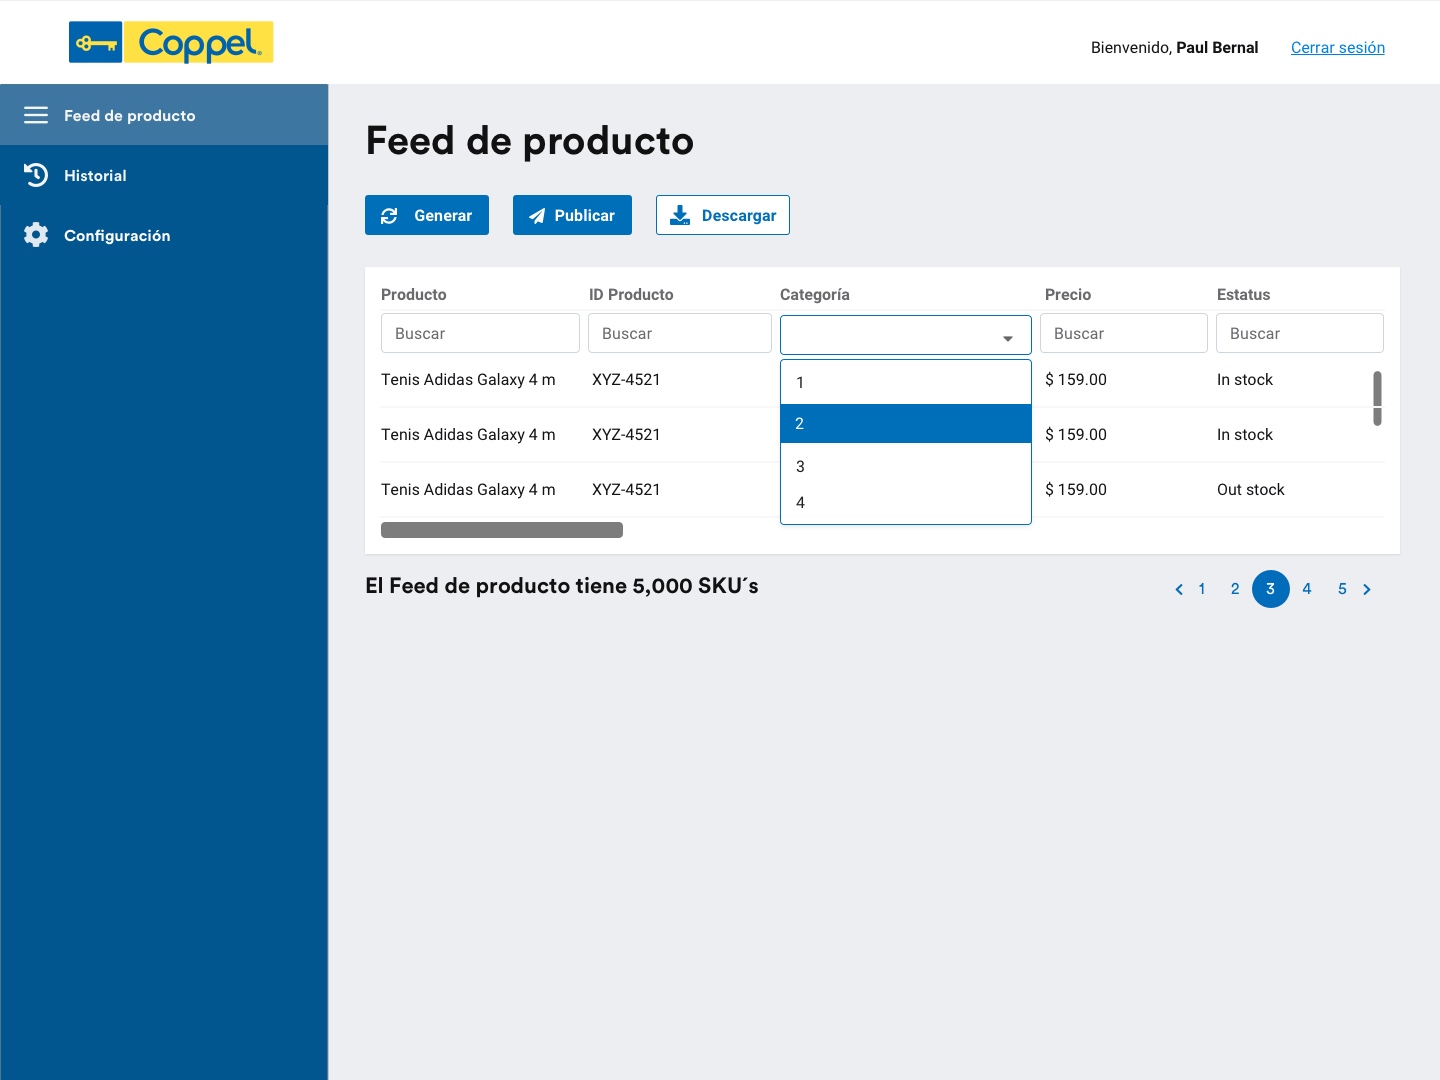 Coppel.
Bienvenido, Paul Bernal
Cerrar sesión
Feed de producto
Historial
Configuración
Feed de producto
Generar
Publicar
Descargar
Producto ID Producto Categoría Precio Estatus
Buscar Buscar Buscar Buscar
Tenis Adidas Galaxy 4 m XYZ-4521 $ 159.00 In stock
Tenis Adidas Galaxy 4 m XYZ-4521 $ 159.00 In stock
Tenis Adidas Galaxy 4 m XYZ-4521 $ 159.00 Out stock
1
2
3
4
El Feed de producto tiene 5,000 SKU´s
1 2 3 4 5